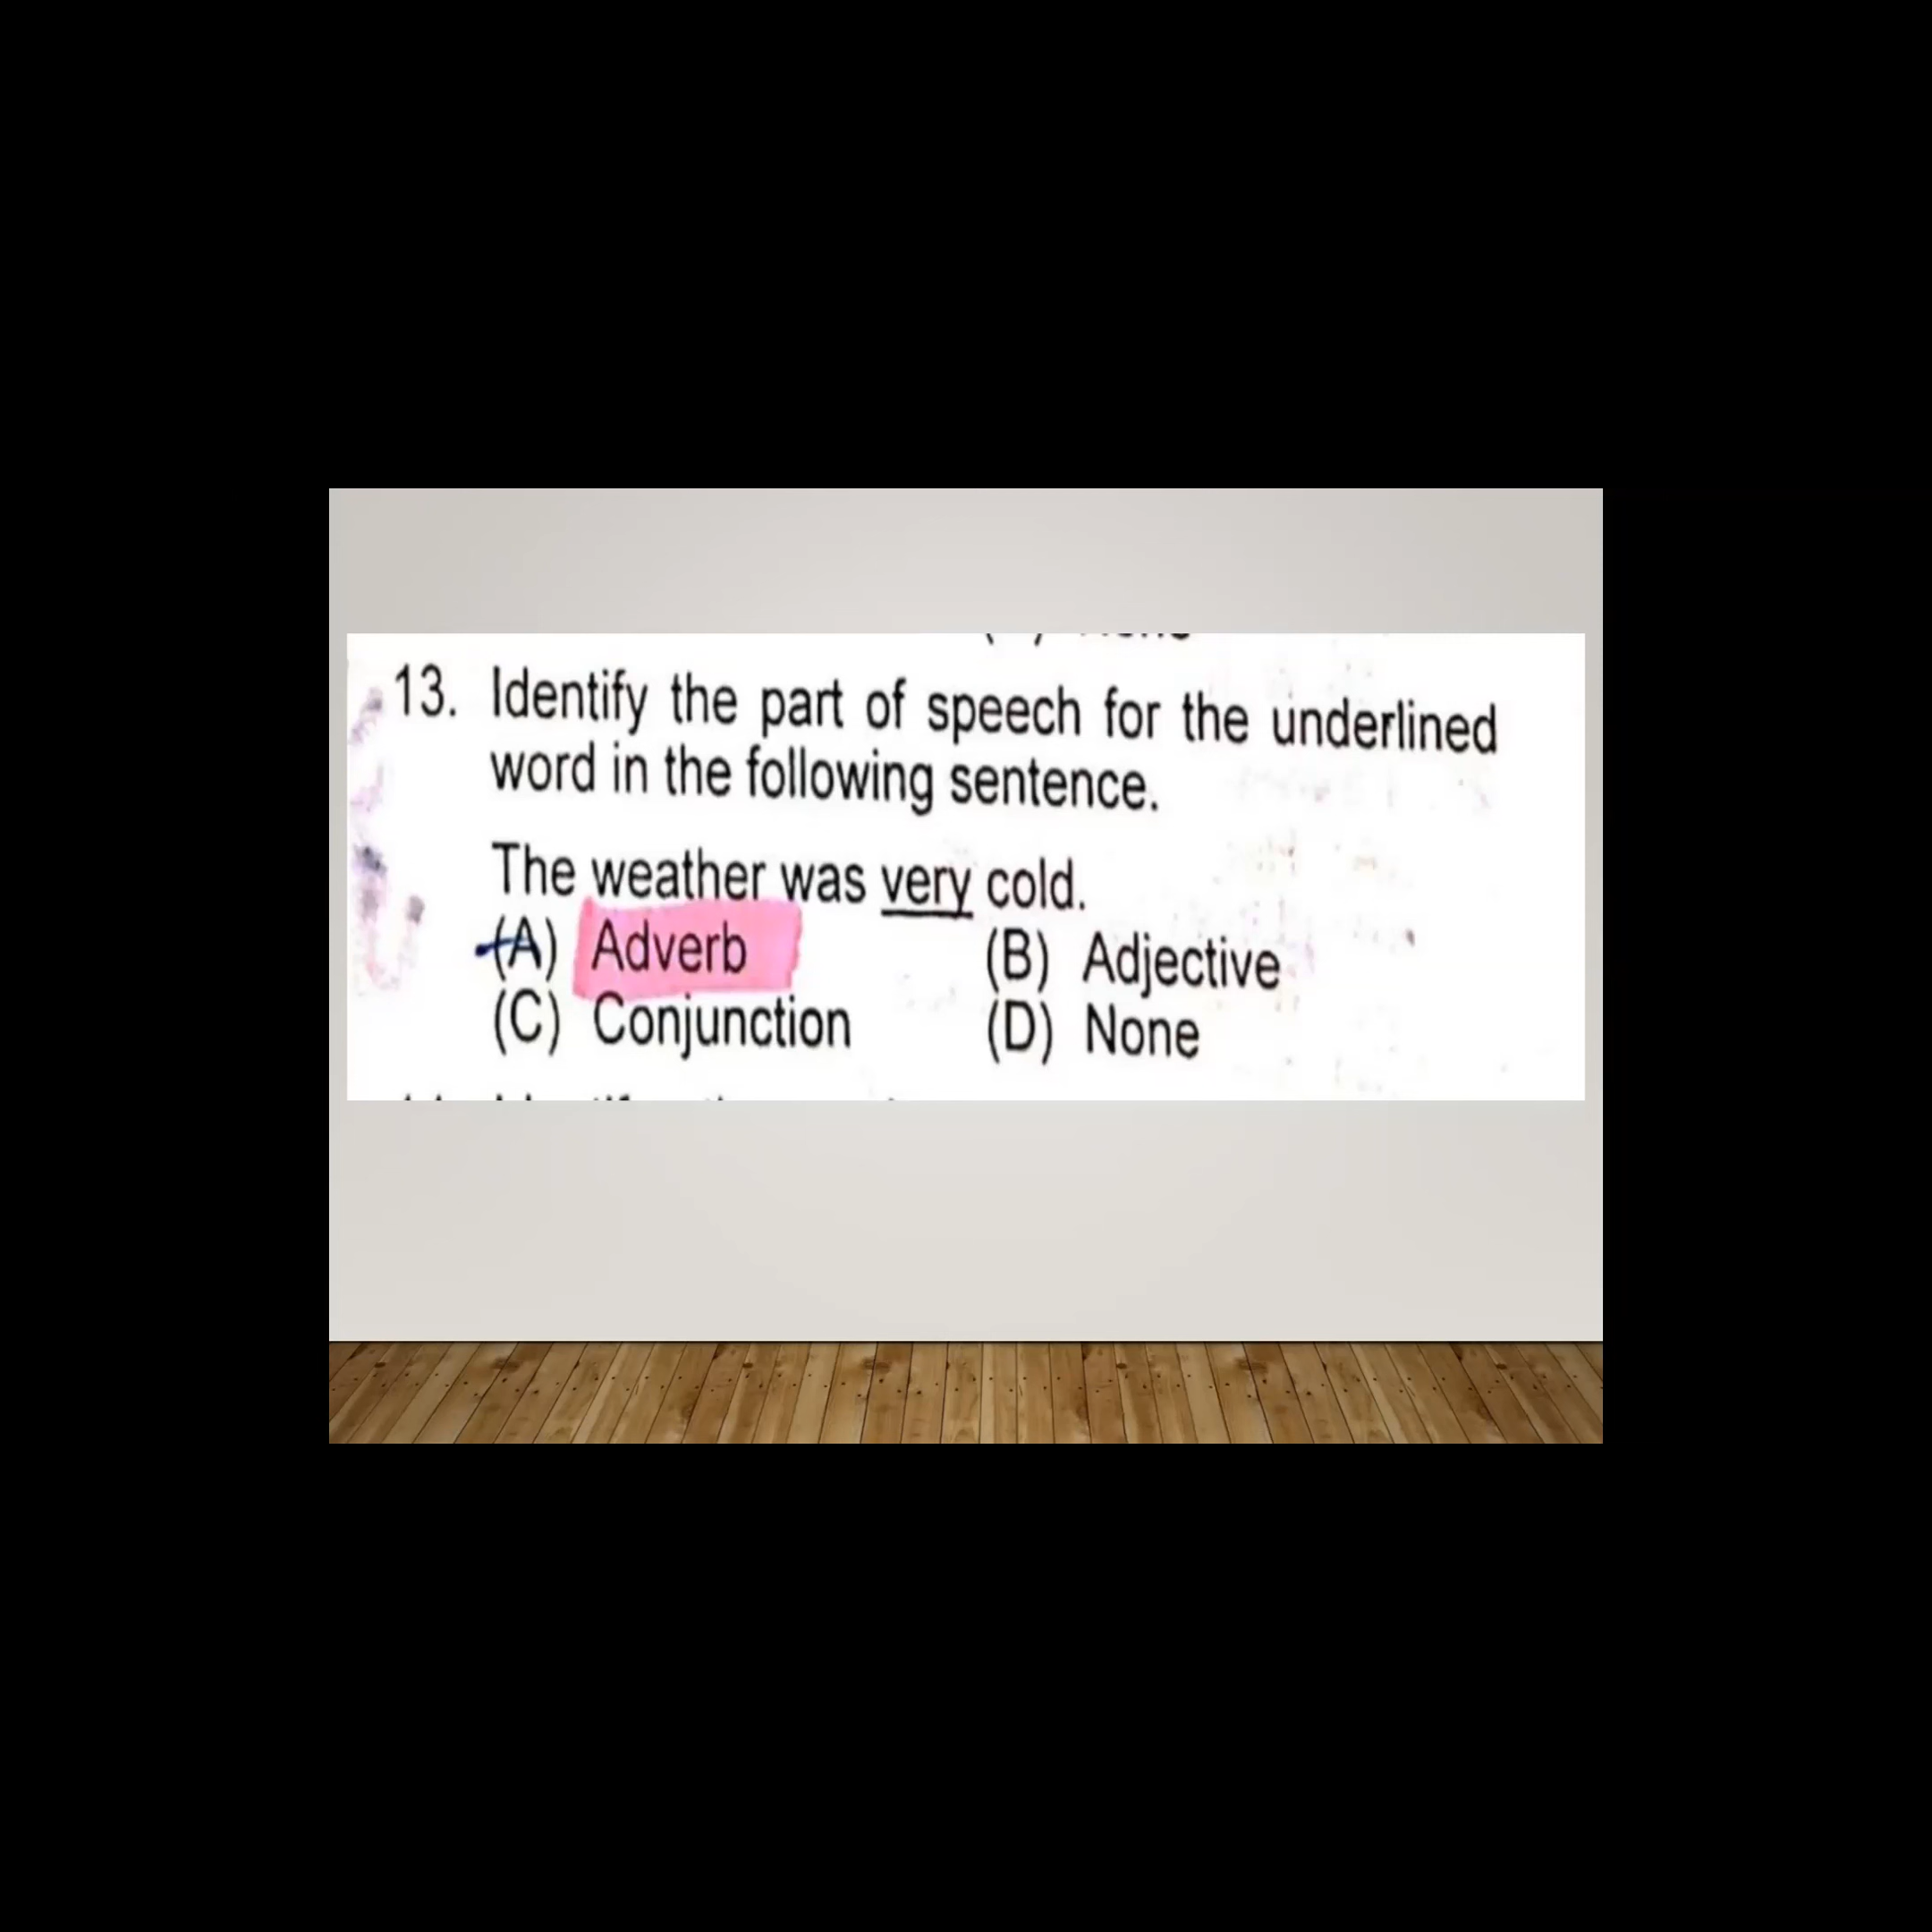 13. Identify the part of speech for the underlined
word in the following sentence.
The weather was very cold.
(A) Adverb (B) Adjective
(C) Conjunction (D) None